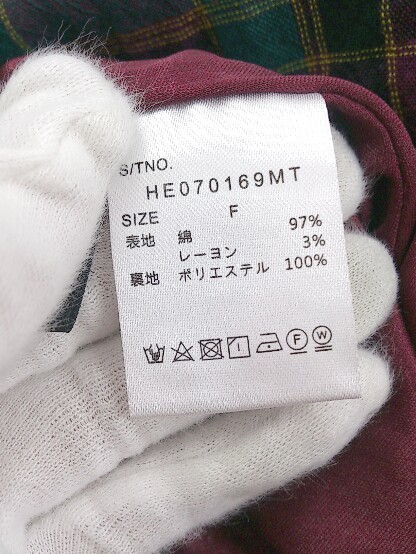 S/TNO.
HE070169MT
SIZE F
表地 綿 97%
レーヨン 3%
裏地 ポリエステル 100%
F W